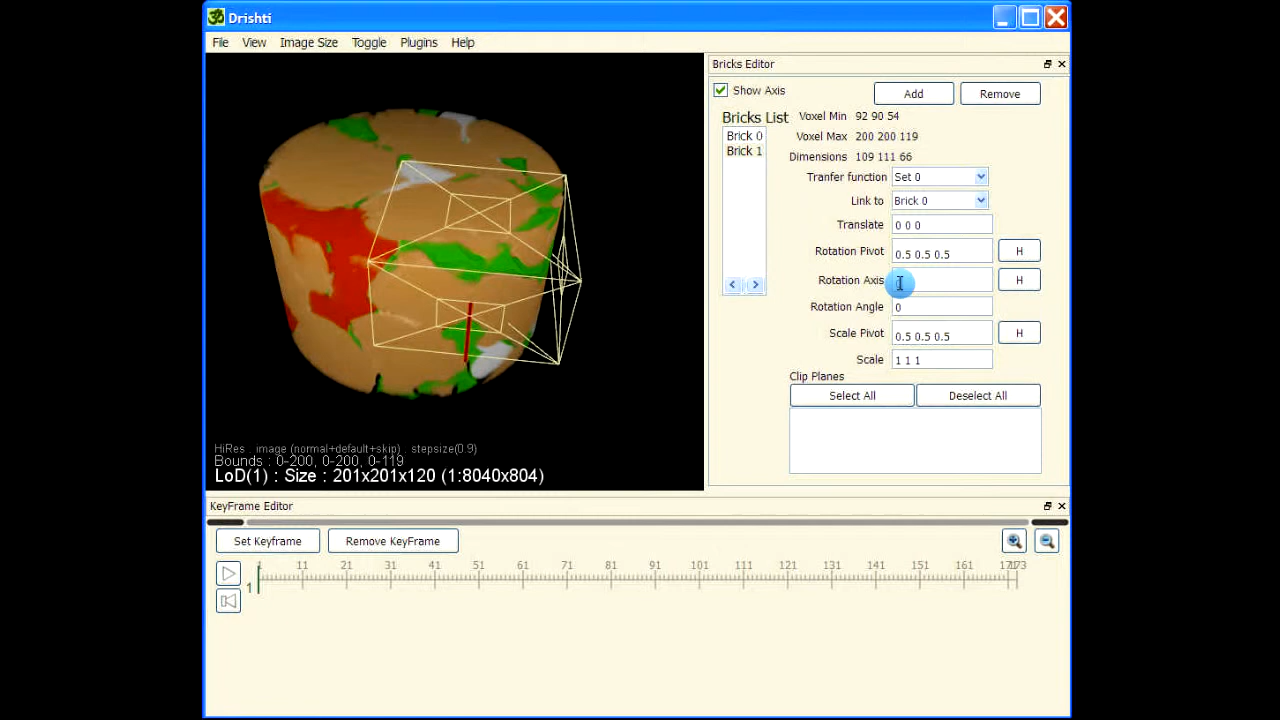 Drishti
File View Image Size Toggle Plugins Help
Bricks Editor
Show Axis Add Remove
Bricks List
Brick 0
Brick 1
Voxel Min 92 90 54
Voxel Max 200 200 119
Dimensions 109 111 66
Tranfer function Set 0
Link to Brick 0
Translate 0 0 0
Rotation Pivot 0.5 0.5 0.5 H
Rotation Axis H
Rotation Angle 0
Scale Pivot 0.5 0.5 0.5 H
Scale 1 1 1
Clip Planes
Select All Deselect All
HiRes . image (normal+default+skip) . stepsize(0.9)
Bounds : 0-200, 0-200, 0-119
LoD(1) : Size : 201x201x120 (1:8040x804)
KeyFrame Editor
Set Keyframe Remove KeyFrame
1 11 21 31 41 51 61 71 81 91 101 111 121 131 141 151 161 173
1